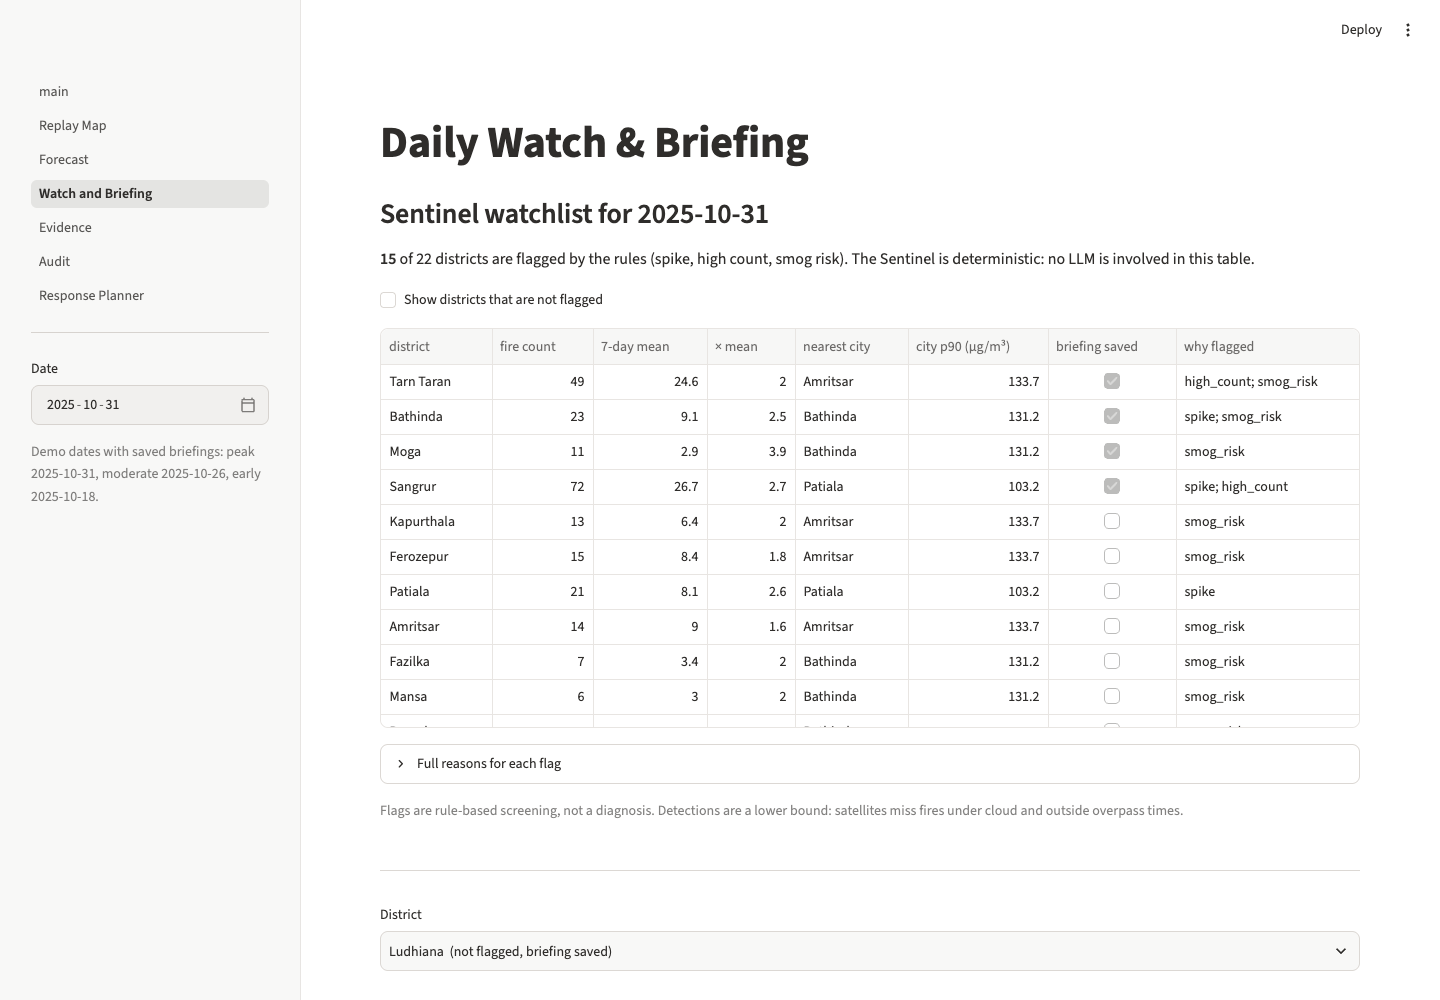 Deploy
main
Replay Map
Forecast
Watch and Briefing
Evidence
Audit
Response Planner
Date
2025-10-31
Demo dates with saved briefings: peak
2025-10-31, moderate 2025-10-26, early
2025-10-18.
Daily Watch & Briefing
Sentinel watchlist for 2025-10-31
15 of 22 districts are flagged by the rules (spike, high count, smog risk). The Sentinel is deterministic: no LLM is involved in this table.
Show districts that are not flagged
district fire count 7-day mean × mean nearest city city p90 (µg/m³) briefing saved why flagged
Tarn Taran 49 24.6 2 Amritsar 133.7 high_count; smog_risk
Bathinda 23 9.1 2.5 Bathinda 131.2 spike; smog_risk
Moga 11 2.9 3.9 Bathinda 131.2 smog_risk
Sangrur 72 26.7 2.7 Patiala 103.2 spike; high_count
Kapurthala 13 6.4 2 Amritsar 133.7 smog_risk
Ferozepur 15 8.4 1.8 Amritsar 133.7 smog_risk
Patiala 21 8.1 2.6 Patiala 103.2 spike
Amritsar 14 9 1.6 Amritsar 133.7 smog_risk
Fazilka 7 3.4 2 Bathinda 131.2 smog_risk
Mansa 6 3 2 Bathinda 131.2 smog_risk
Full reasons for each flag
Flags are rule-based screening, not a diagnosis. Detections are a lower bound: satellites miss fires under cloud and outside overpass times.
District
Ludhiana (not flagged, briefing saved)